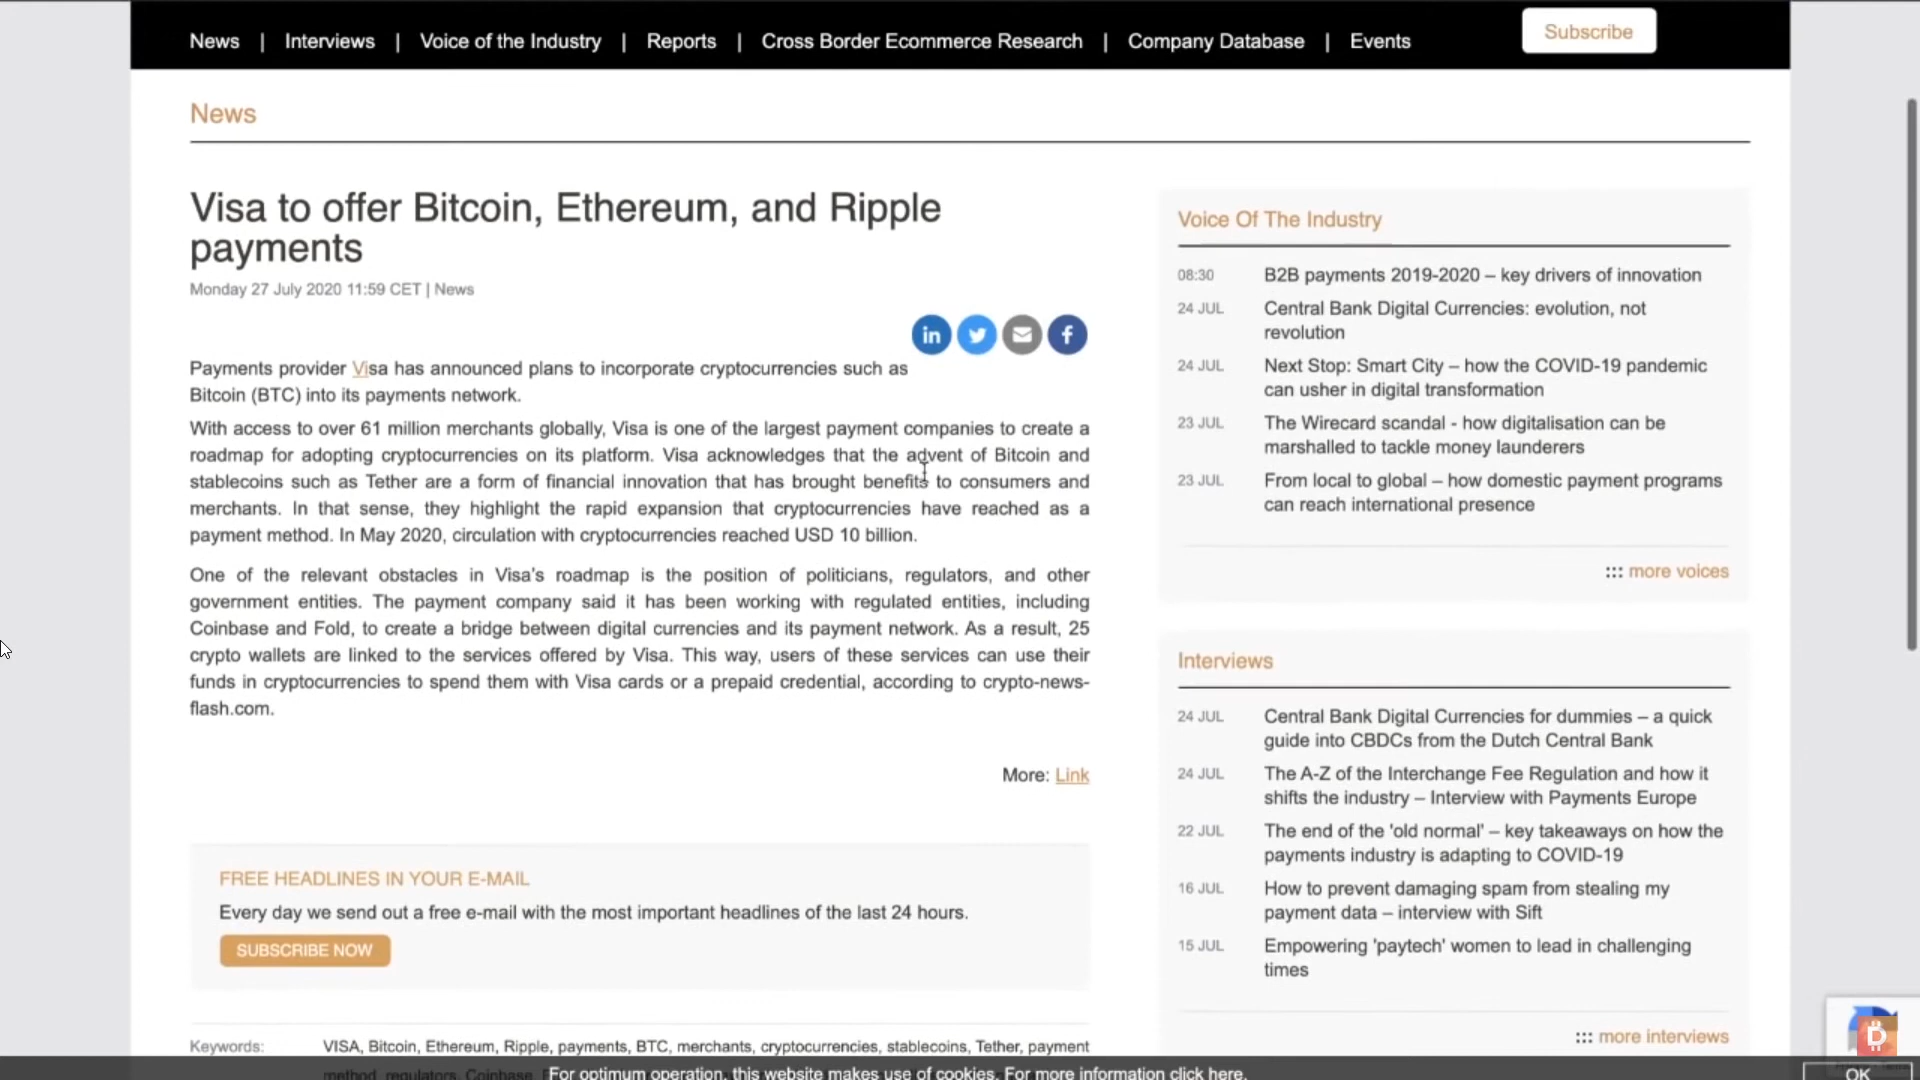 News | Interviews | Voice of the Industry | Reports | Cross Border Ecommerce Research | Company Database | Events
Subscribe
News
Visa to offer Bitcoin, Ethereum, and Ripple
payments
Monday 27 July 2020 11:59 CET | News
Payments provider Visa has announced plans to incorporate cryptocurrencies such as
Bitcoin (BTC) into its payments network.
With access to over 61 million merchants globally, Visa is one of the largest payment companies to create a
roadmap for adopting cryptocurrencies on its platform. Visa acknowledges that the advent of Bitcoin and
stablecoins such as Tether are a form of financial innovation that has brought benefits to consumers and
merchants. In that sense, they highlight the rapid expansion that cryptocurrencies have reached as a
payment method. In May 2020, circulation with cryptocurrencies reached USD 10 billion.
One of the relevant obstacles in Visa's roadmap is the position of politicians, regulators, and other
government entities. The payment company said it has been working with regulated entities, including
Coinbase and Fold, to create a bridge between digital currencies and its payment network. As a result, 25
crypto wallets are linked to the services offered by Visa. This way, users of these services can use their
funds in cryptocurrencies to spend them with Visa cards or a prepaid credential, according to crypto-news-
flash.com.
More: Link
FREE HEADLINES IN YOUR E-MAIL
Every day we send out a free e-mail with the most important headlines of the last 24 hours.
SUBSCRIBE NOW
Keywords: VISA, Bitcoin, Ethereum, Ripple, payments, BTC, merchants, cryptocurrencies, stablecoins, Tether, payment
method, regulators, Coinbase,
Voice Of The Industry
08:30 B2B payments 2019-2020 – key drivers of innovation
24 JUL Central Bank Digital Currencies: evolution, not
revolution
24 JUL Next Stop: Smart City – how the COVID-19 pandemic
can usher in digital transformation
23 JUL The Wirecard scandal - how digitalisation can be
marshalled to tackle money launderers
23 JUL From local to global – how domestic payment programs
can reach international presence
::: more voices
Interviews
24 JUL Central Bank Digital Currencies for dummies – a quick
guide into CBDCs from the Dutch Central Bank
24 JUL The A-Z of the Interchange Fee Regulation and how it
shifts the industry – Interview with Payments Europe
22 JUL The end of the 'old normal' – key takeaways on how the
payments industry is adapting to COVID-19
16 JUL How to prevent damaging spam from stealing my
payment data – interview with Sift
15 JUL Empowering 'paytech' women to lead in challenging
times
::: more interviews
For optimum operation, this website makes use of cookies. For more information click here.
OK